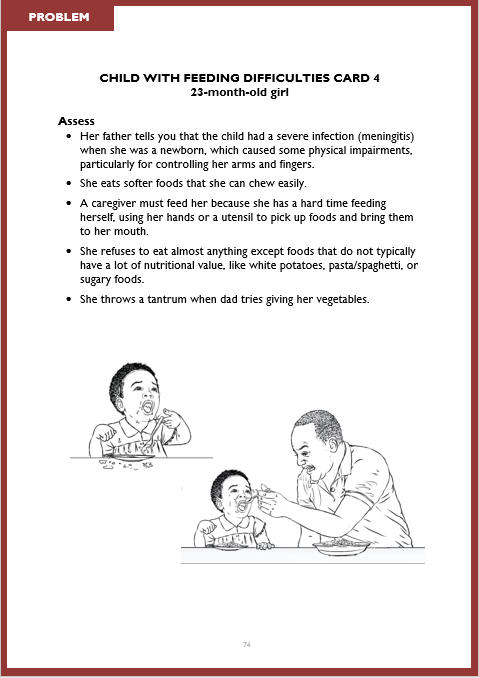 PROBLEM
CHILD WITH FEEDING DIFFICULTIES CARD 4
23-month-old girl
Assess
• Her father tells you that the child had a severe infection (meningitis)
when she was a newborn, which caused some physical impairments,
particularly for controlling her arms and fingers.
• She eats softer foods that she can chew easily.
• A caregiver must feed her because she has a hard time feeding
herself, using her hands or a utensil to pick up foods and bring them
to her mouth.
• She refuses to eat almost anything except foods that do not typically
have a lot of nutritional value, like white potatoes, pasta/spaghetti, or
sugary foods.
• She throws a tantrum when dad tries giving her vegetables.
74